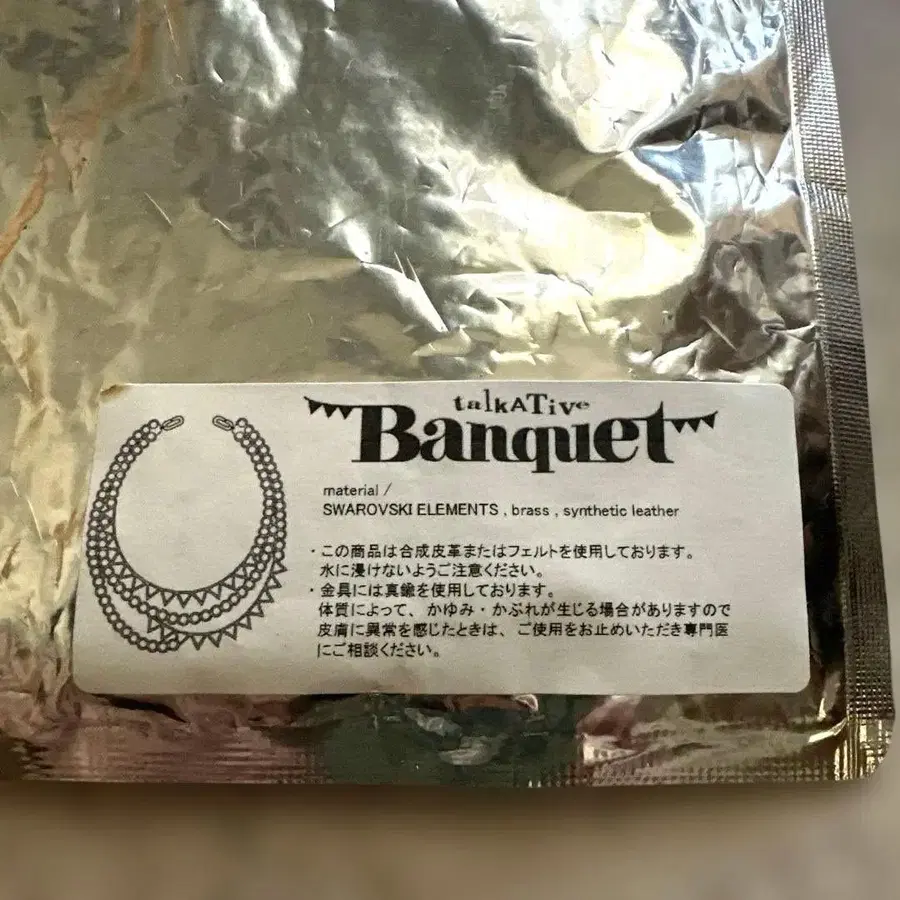 talkATive
Banquet
material /
SWAROVSKI ELEMENTS , brass , synthetic leather
・この商品は合成皮革またはフェルトを使用しております。
水に浸けないようご注意ください。
・金具には真鍮を使用しております。
体質によって、かゆみ・かぶれが生じる場合がありますので
皮膚に異常を感じたときは、ご使用をお止めいただき専門医
にご相談ください。